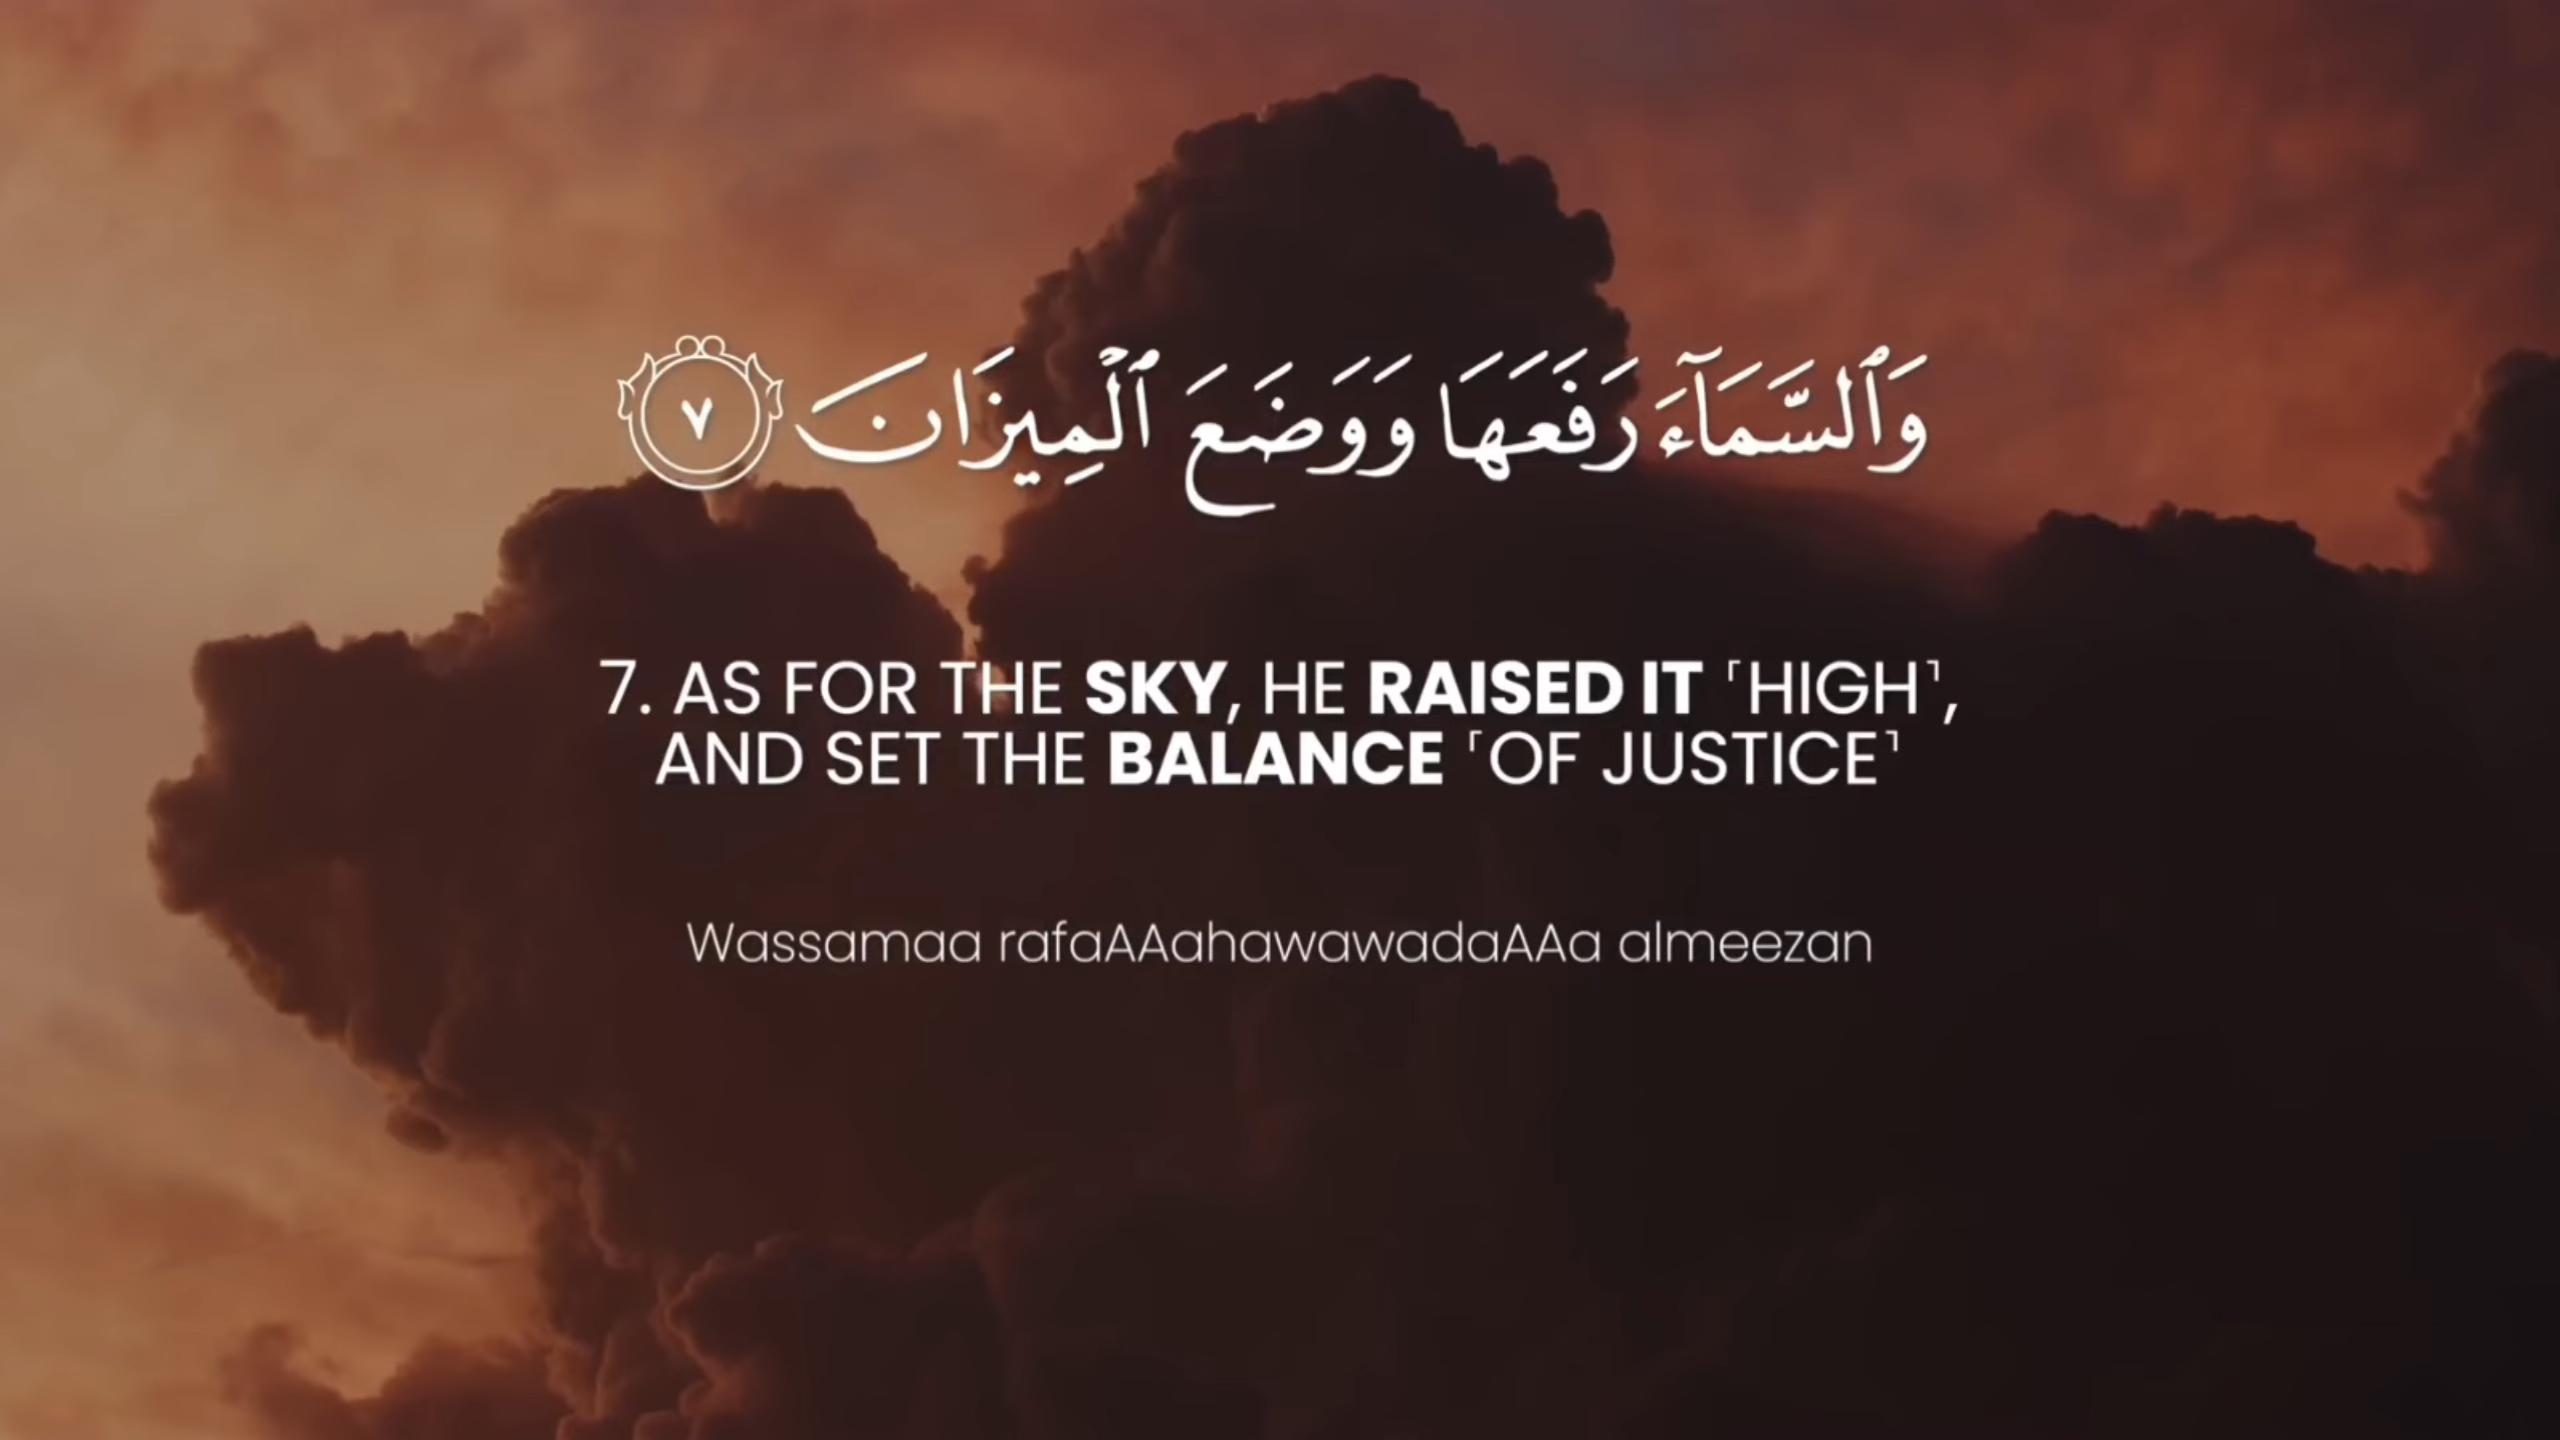 وَٱلسَّمَآءَ رَفَعَهَا وَوَضَعَ ٱلْمِيزَانَ ٧
7. AS FOR THE SKY, HE RAISED IT ⸢HIGH⸣,
AND SET THE BALANCE ⸢OF JUSTICE⸣
Wassamaa rafaAAahawawadaAAa almeezan